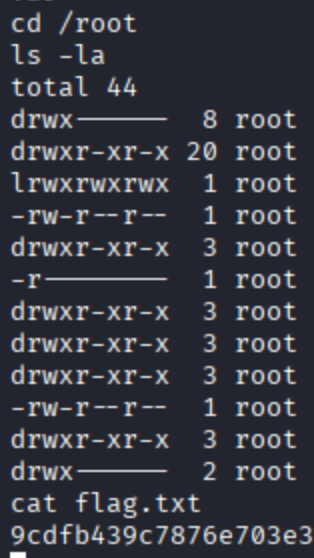 cd /root
ls -la
total 44
drwx------ 8 root
drwxr-xr-x 20 root
lrwxrwxrwx 1 root
-rw-r--r-- 1 root
drwxr-xr-x 3 root
-r-------- 1 root
drwxr-xr-x 3 root
drwxr-xr-x 3 root
drwxr-xr-x 3 root
-rw-r--r-- 1 root
drwxr-xr-x 3 root
drwx------ 2 root
cat flag.txt
9cdfb439c7876e703e3